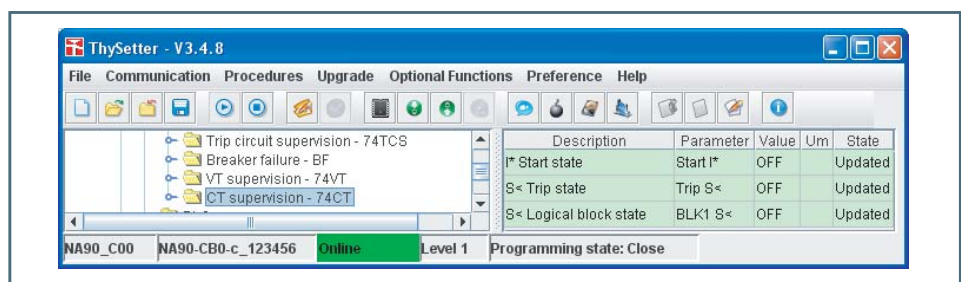 ThySetter - V3.4.8
File Communication Procedures Upgrade Optional Functions Preference Help
Trip circuit supervision - 74TCS
Breaker failure - BF
VT supervision - 74VT
CT supervision - 74CT
Description Parameter Value Um State
I* Start state Start I* OFF Updated
S< Trip state Trip S< OFF Updated
S< Logical block state BLK1 S< OFF Updated
NA90_C00 NA90-CB0-c_123456 Online Level 1 Programming state: Close